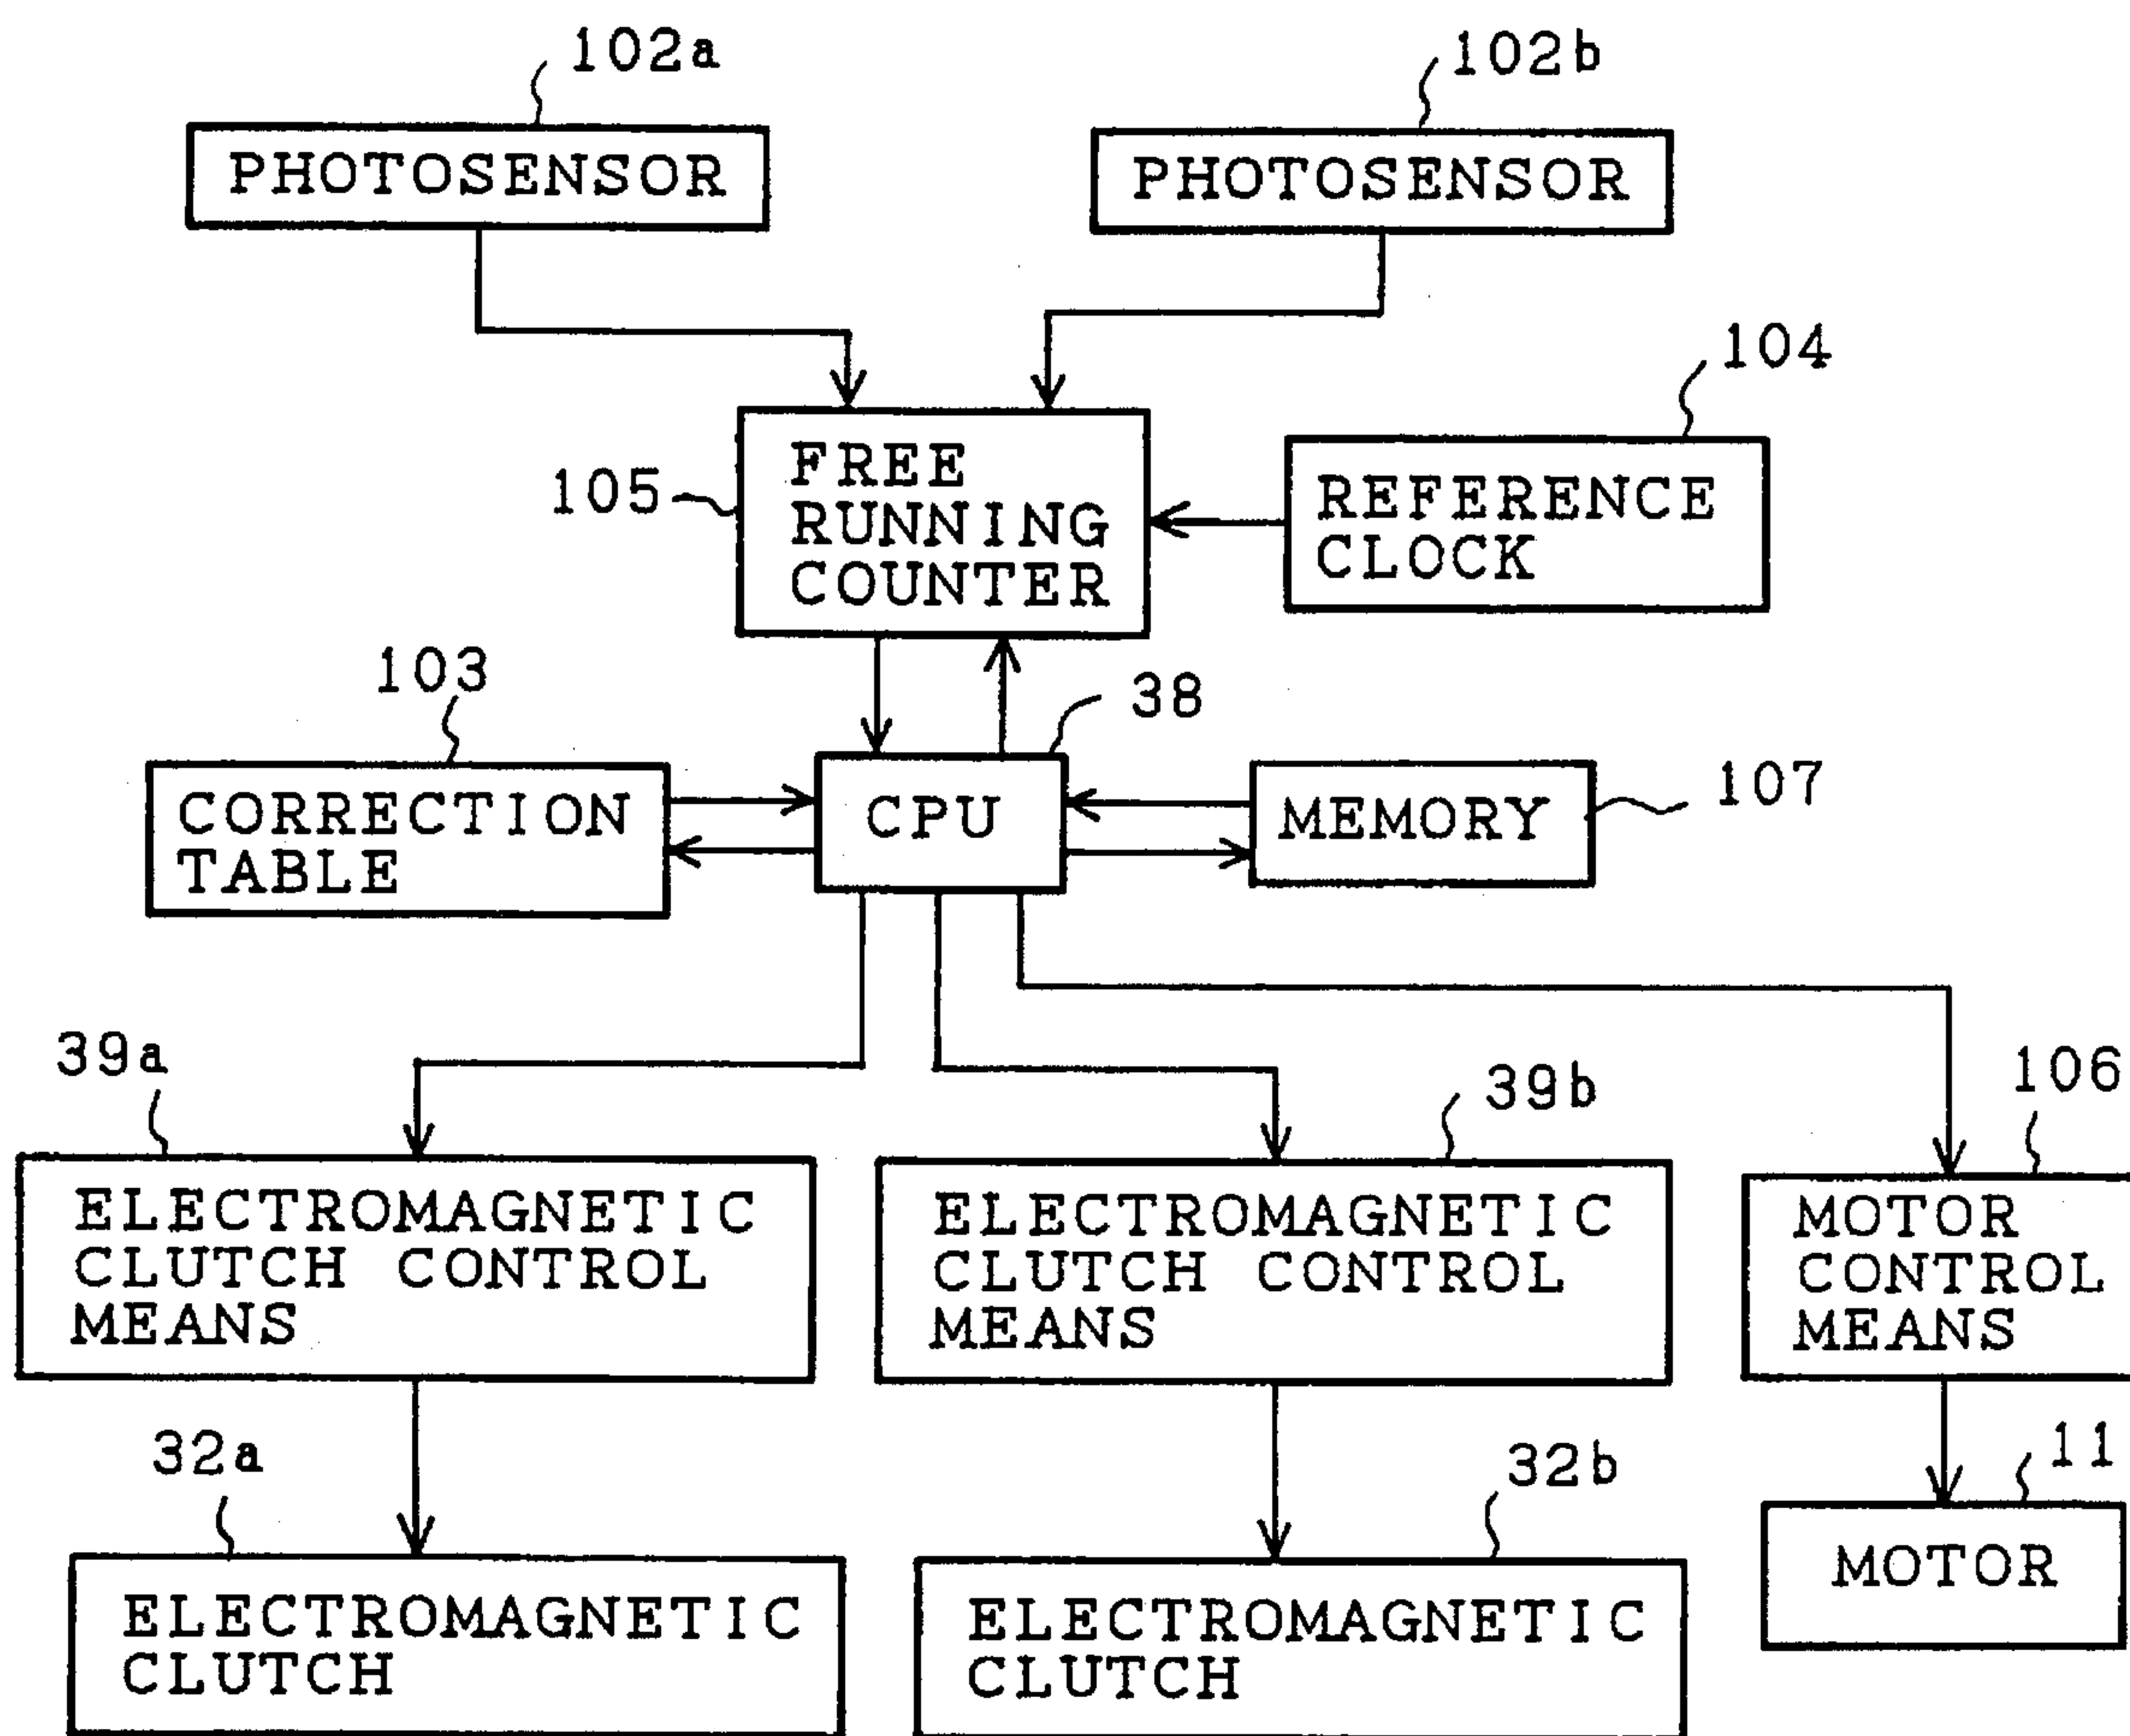 102a
102b
PHOTOSENSOR
PHOTOSENSOR
104
105
FREE
RUNNING
COUNTER
REFERENCE
CLOCK
103
38
CORRECTION
TABLE
CPU
MEMORY
107
39a
39b
106
ELECTROMAGNETIC
CLUTCH CONTROL
MEANS
ELECTROMAGNETIC
CLUTCH CONTROL
MEANS
MOTOR
CONTROL
MEANS
32a
32b
11
ELECTROMAGNETIC
CLUTCH
ELECTROMAGNETIC
CLUTCH
MOTOR